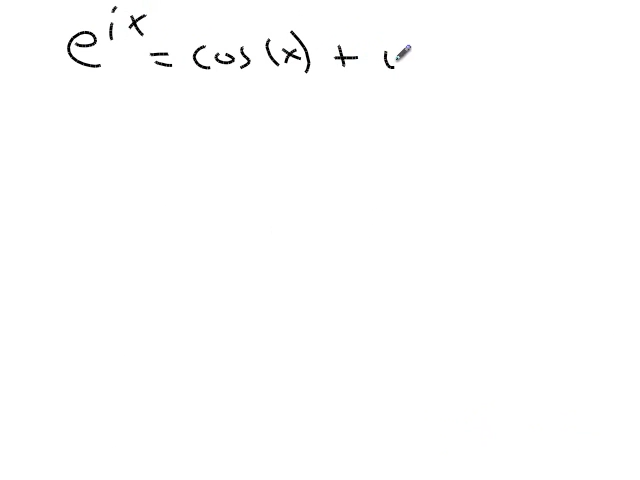 e^{ix} = cos(x) + i